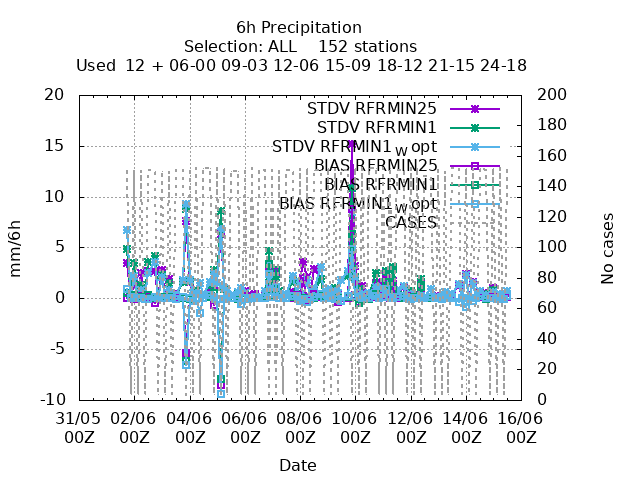 6h Precipitation
Selection: ALL 152 stations
Used 12 + 06-00 09-03 12-06 15-09 18-12 21-15 24-18
STDV RFRMIN25
STDV RFRMIN1
STDV RFRMIN1_w opt
BIAS RFRMIN25
BIAS RFRMIN1
BIAS RFRMIN1_w opt
CASES
mm/6h
20
15
10
5
0
-5
-10
No cases
200
180
160
140
120
100
80
60
40
20
0
31/05 02/06 04/06 06/06 08/06 10/06 12/06 14/06 16/06
00Z 00Z 00Z 00Z 00Z 00Z 00Z 00Z 00Z
Date